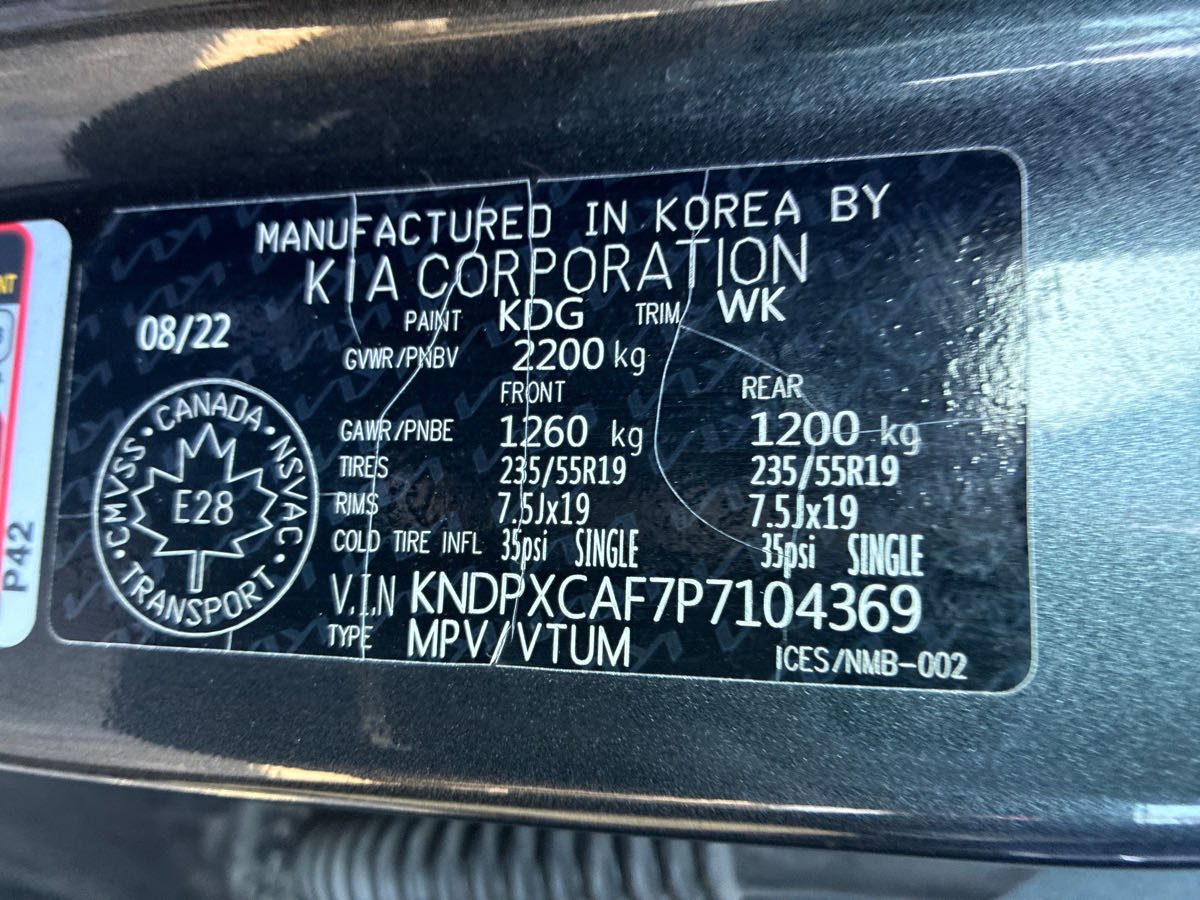 MANUFACTURED IN KOREA BY
KIA CORPORATION
08/22
PAINT KDG TRIM WK
GVWR/PNBV 2200 kg
FRONT REAR
GAWR/PNBE 1260 kg 1200 kg
TIRES 235/55R19 235/55R19
RIMS 7.5Jx19 7.5Jx19
COLD TIRE INFL 35psi SINGLE 35psi SINGLE
V.I.N KNDPXCAF7P7104369
TYPE MPV/VTUM
ICES/NMB-002
CANADA
CMVSS • NSVAC
E28
TRANSPORT
P42
NT